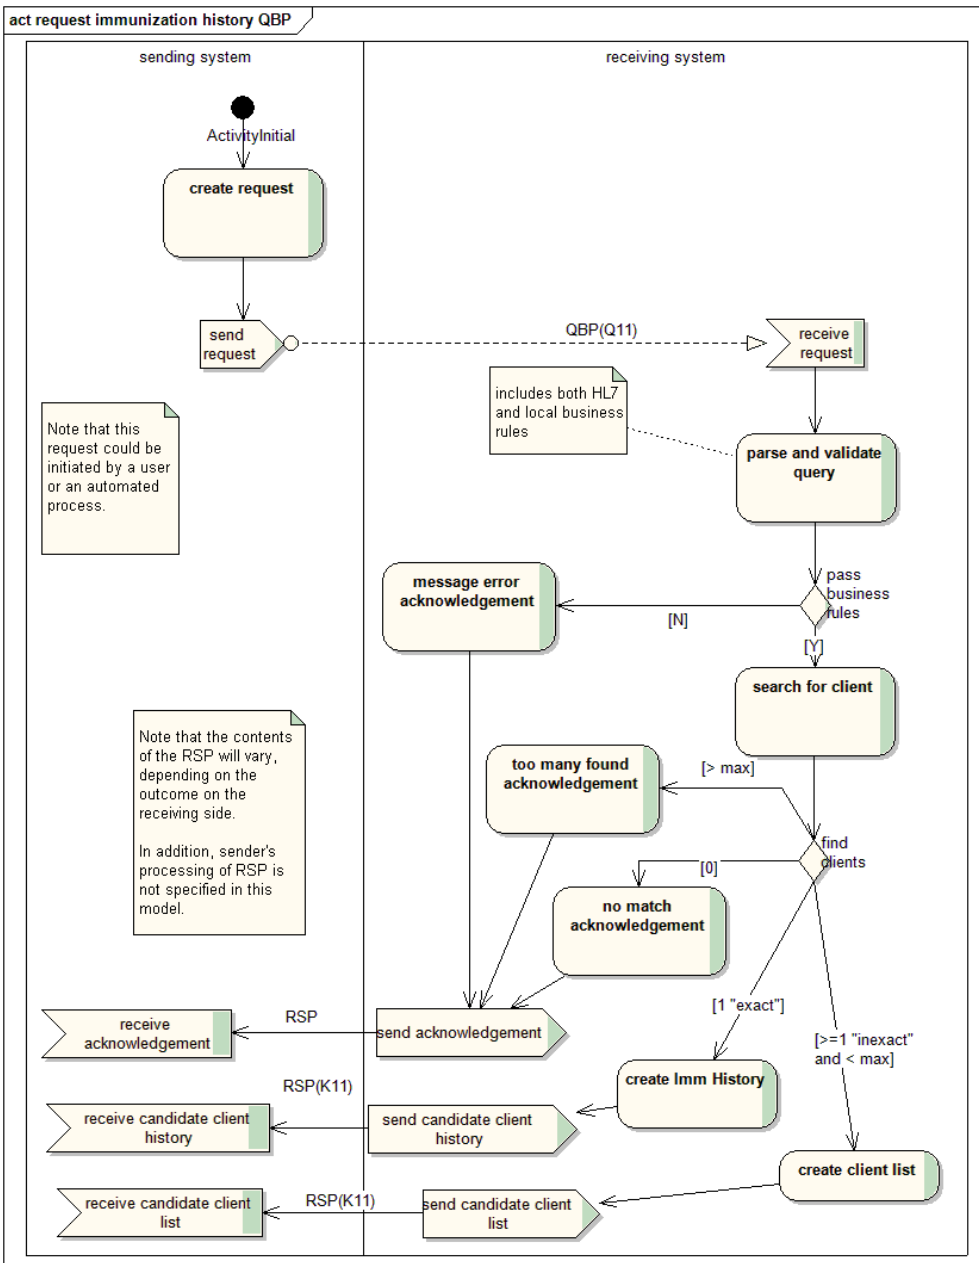 act request immunization history QBP
sending system
receiving system
ActivityInitial
create request
send
request
QBP(Q11)
receive
request
includes both HL7
and local business
rules
Note that this
request could be
initiated by a user
or an automated
process.
parse and validate
query
pass
business
rules
message error
acknowledgement
[N]
[Y]
search for client
Note that the contents
of the RSP will vary,
depending on the
outcome on the
receiving side.
In addition, sender's
processing of RSP is
not specified in this
model.
too many found
acknowledgement
[> max]
find
clients
[0]
no match
acknowledgement
[1 "exact"]
[>=1 "inexact"
and < max]
receive
acknowledgement
RSP
send acknowledgement
create Imm History
RSP(K11)
receive candidate client
history
send candidate client
history
create client list
receive candidate client
list
RSP(K11)
send candidate client
list